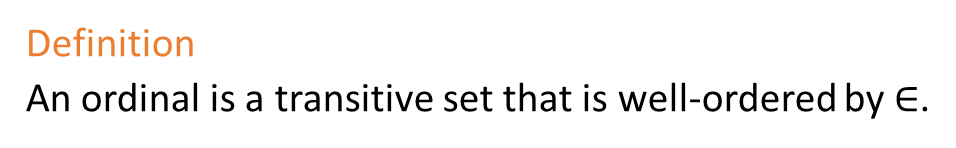 Definition
An ordinal is a transitive set that is well-ordered by ∈.